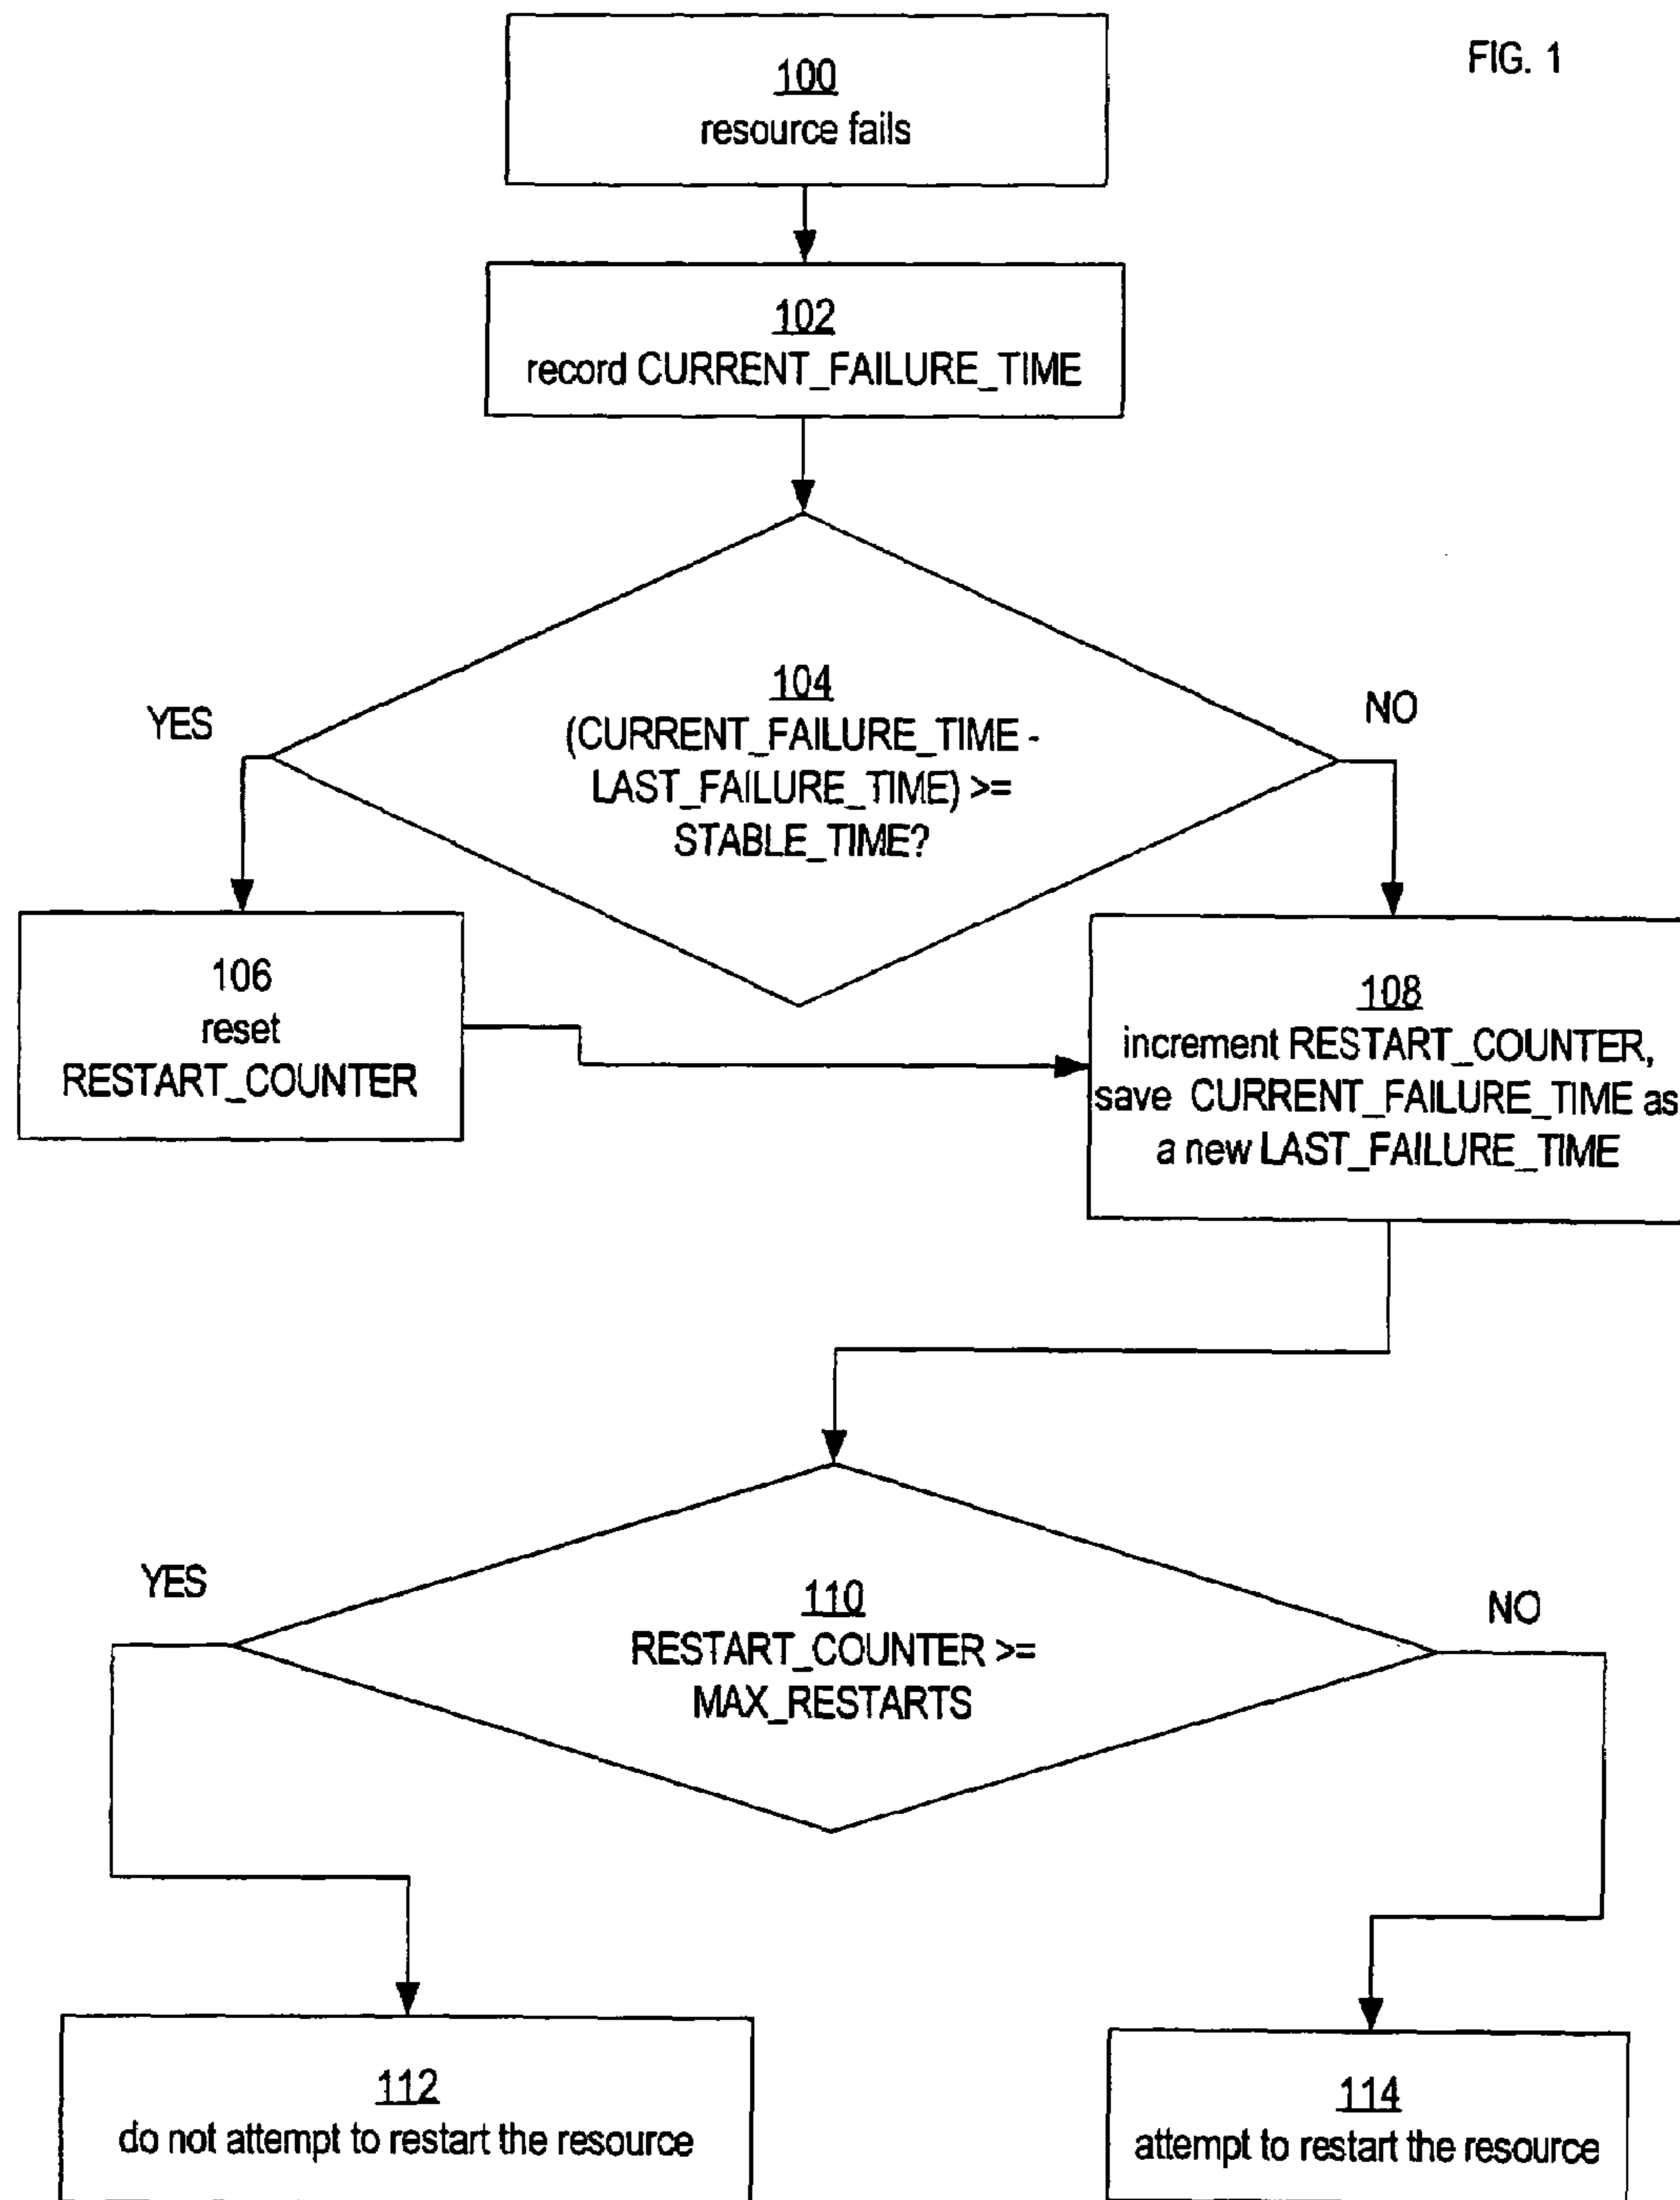 FIG. 1
100
resource fails
102
record CURRENT_FAILURE_TIME
104
(CURRENT_FAILURE_TIME -
LAST_FAILURE_TIME) >=
STABLE_TIME?
YES
NO
106
reset
RESTART_COUNTER
108
increment RESTART_COUNTER,
save CURRENT_FAILURE_TIME as
a new LAST_FAILURE_TIME
110
RESTART_COUNTER >=
MAX_RESTARTS
YES
NO
112
do not attempt to restart the resource
114
attempt to restart the resource